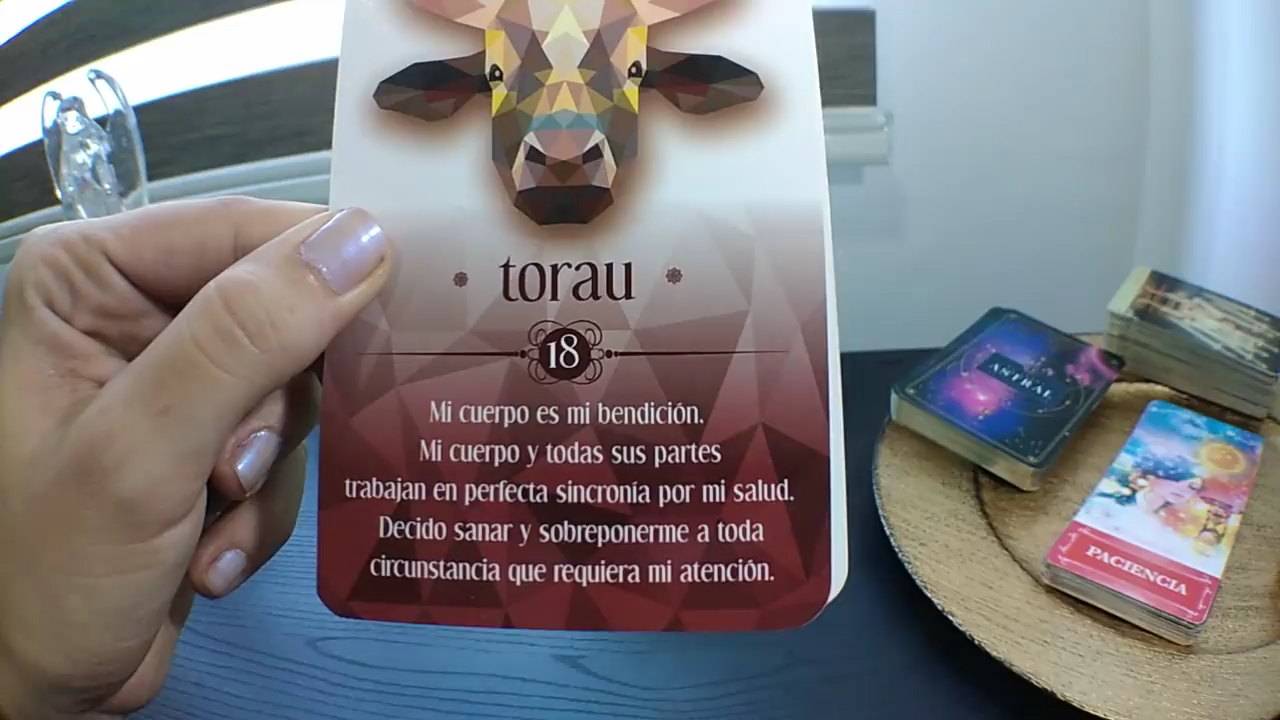 torau
18
Mi cuerpo es mi bendición.
Mi cuerpo y todas sus partes
trabajan en perfecta sincronía por mi salud.
Decido sanar y sobreponerme a toda
circunstancia que requiera mi atención.
ASTRAL
PACIENCIA